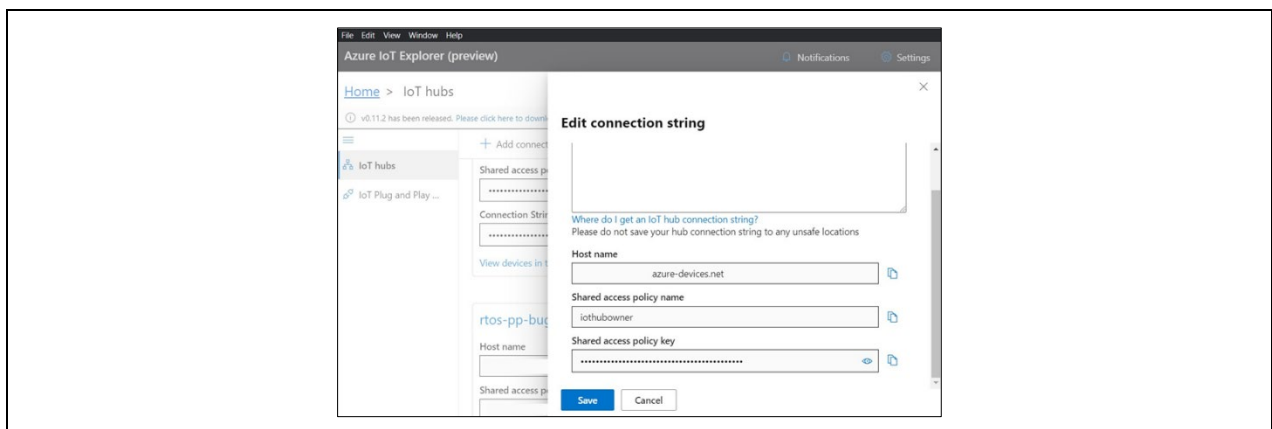 File Edit View Window Help
Azure IoT Explorer (preview)
Notifications
Settings
Home > IoT hubs
v0.11.2 has been released. Please click here to downl
IoT hubs
IoT Plug and Play ...
+ Add connect
Shared access p
Connection Strin
View devices in t
rtos-pp-bug
Host name
Shared access p
Edit connection string
Where do I get an IoT hub connection string?
Please do not save your hub connection string to any unsafe locations
Host name
azure-devices.net
Shared access policy name
iothubowner
Shared access policy key
••••••••••••••••••••••••••••••••••••••••••••
Save
Cancel